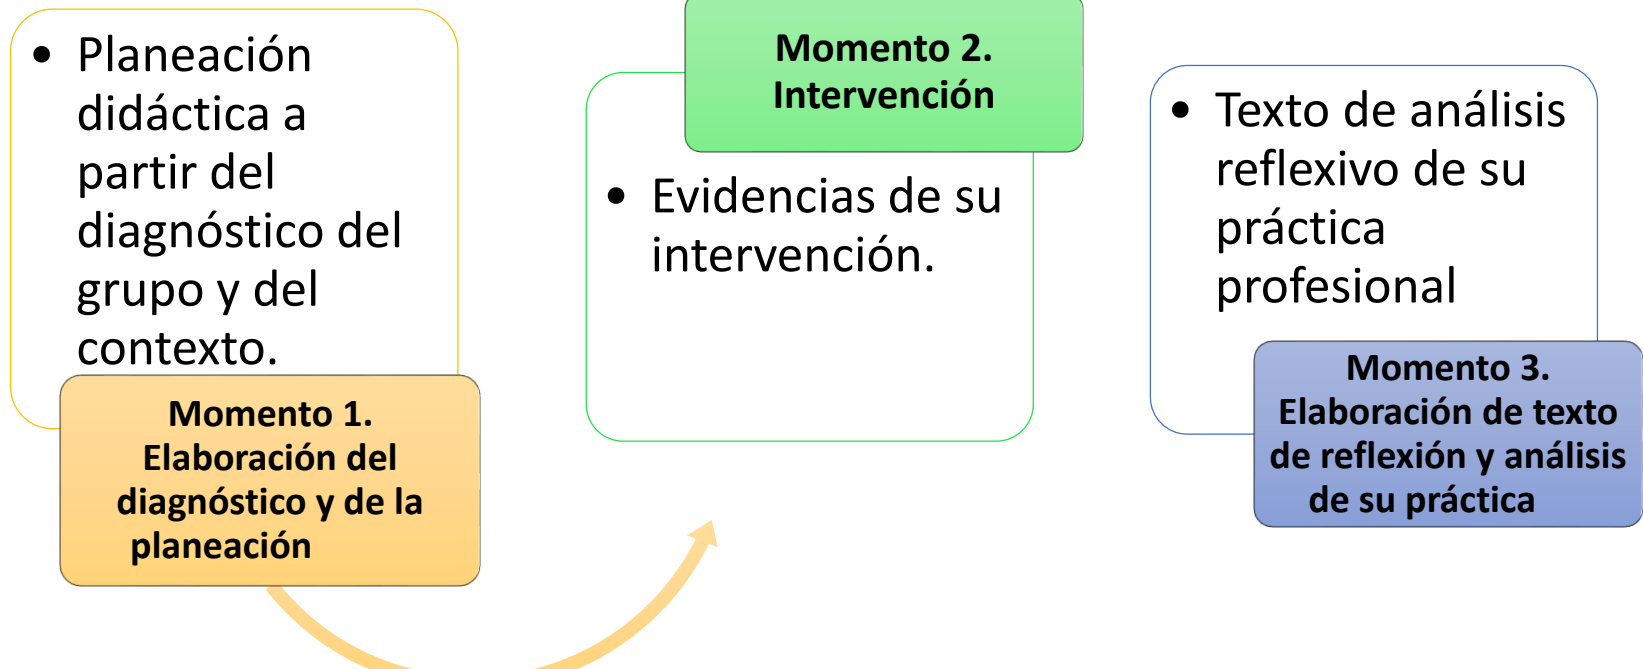 • Planeación
didáctica a
partir del
diagnóstico del
grupo y del
contexto.
Momento 1.
Elaboración del
diagnóstico y de la
planeación
Momento 2.
Intervención
• Evidencias de su
intervención.
• Texto de análisis
reflexivo de su
práctica
profesional
Momento 3.
Elaboración de texto
de reflexión y análisis
de su práctica